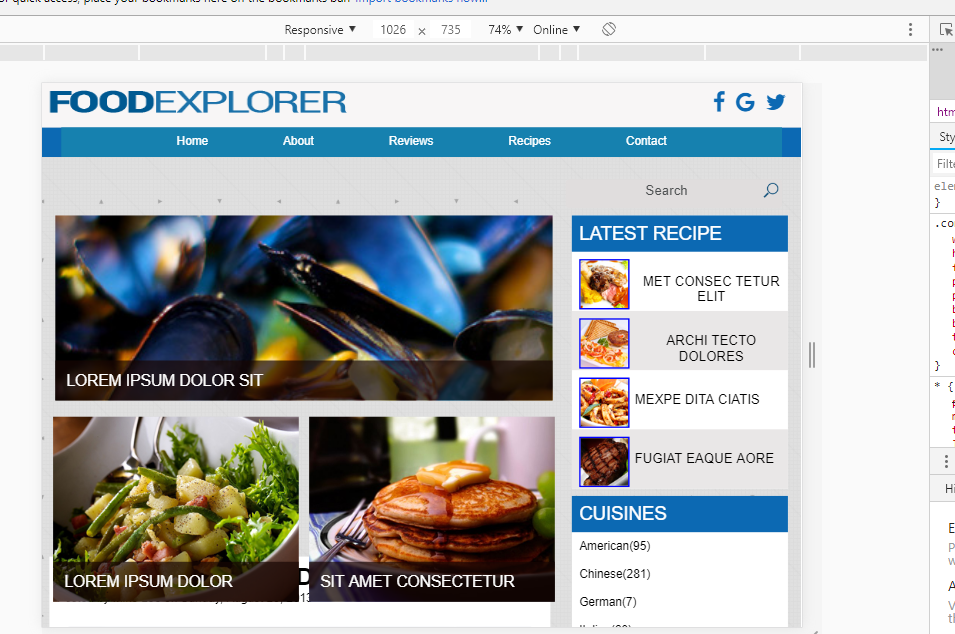 or quick access, place your bookmarks here on the bookmarks bar. Import bookmarks now...
Responsive ▼ 1026 × 735 74% ▼ Online ▼
FOODEXPLORER
Home About Reviews Recipes Contact
Search
LATEST RECIPE
MET CONSEC TETUR
ELIT
ARCHI TECTO
DOLORES
MEXPE DITA CIATIS
FUGIAT EAQUE AORE
LOREM IPSUM DOLOR SIT
LOREM IPSUM DOLOR
SIT AMET CONSECTETUR
CUISINES
American(95)
Chinese(281)
German(7)
htm
Sty
Filte
elen
}
.co
}
* {
Hi